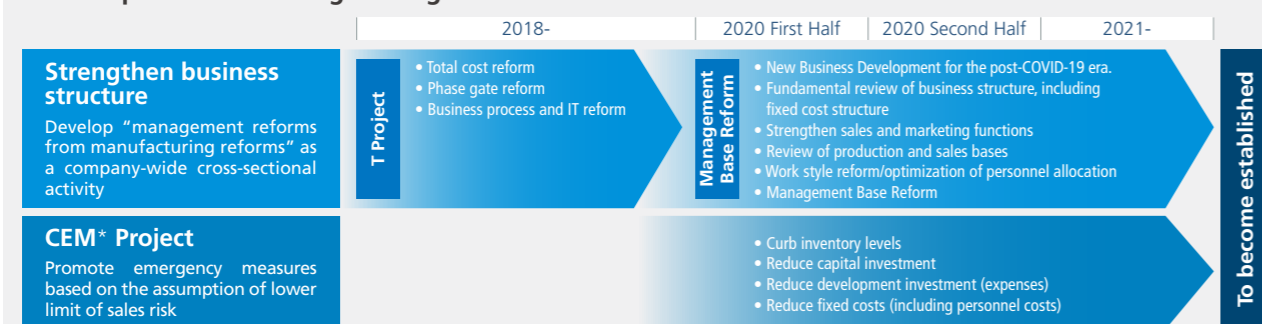 2018-
2020 First Half
2020 Second Half
2021-
Strengthen business
structure
Develop “management reforms
from manufacturing reforms” as
a company-wide cross-sectional
activity
T Project
• Total cost reform
• Phase gate reform
• Business process and IT reform
Management
Base Reform
• New Business Development for the post-COVID-19 era.
• Fundamental review of business structure, including
fixed cost structure
• Strengthen sales and marketing functions
• Review of production and sales bases
• Work style reform/optimization of personnel allocation
• Management Base Reform
CEM* Project
Promote emergency measures
based on the assumption of lower
limit of sales risk
• Curb inventory levels
• Reduce capital investment
• Reduce development investment (expenses)
• Reduce fixed costs (including personnel costs)
To become established